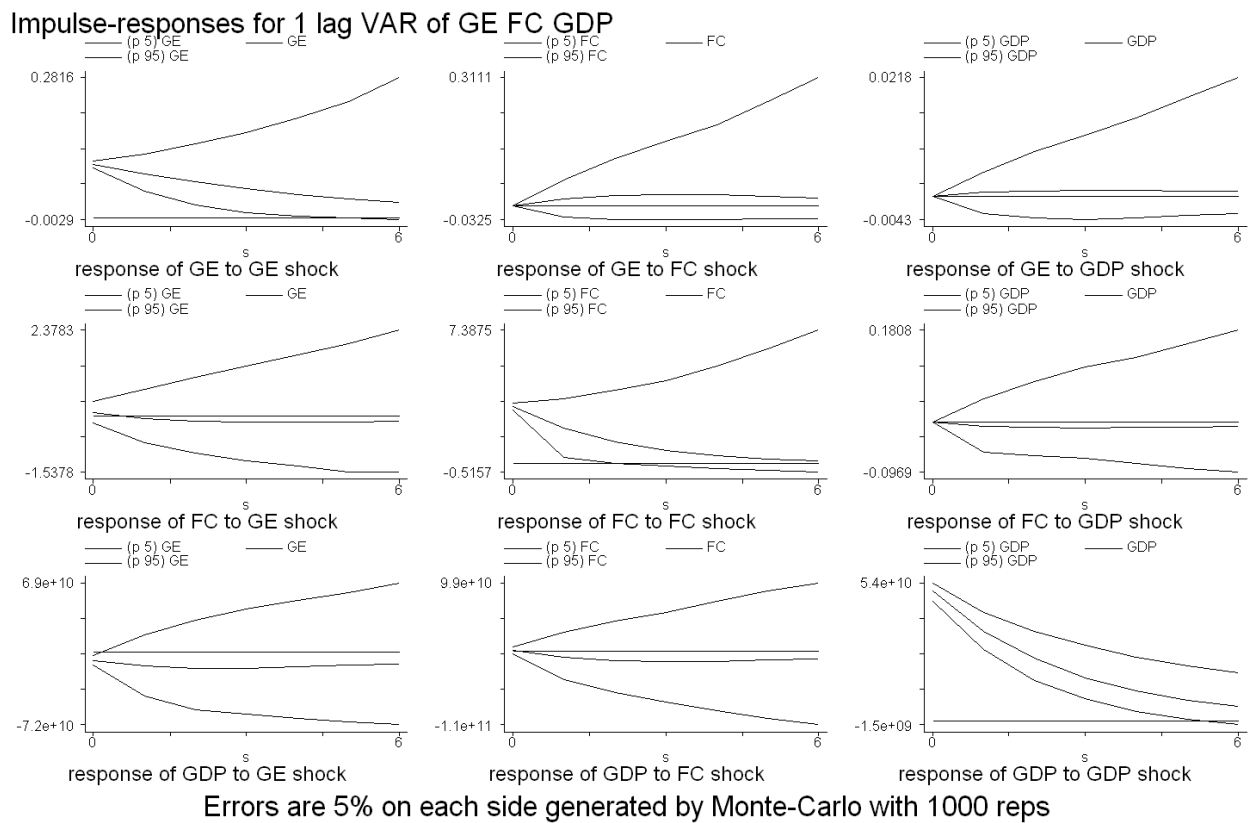 Impulse-responses for 1 lag VAR of GE FC GDP
(p 5) GE GE
(p 95) GE
0.2816
-0.0029
0 6
s
response of GE to GE shock
(p 5) FC FC
(p 95) FC
0.3111
-0.0325
0 6
s
response of GE to FC shock
(p 5) GDP GDP
(p 95) GDP
0.0218
-0.0043
0 6
s
response of GE to GDP shock
(p 5) GE GE
(p 95) GE
2.3783
-1.5378
0 6
s
response of FC to GE shock
(p 5) FC FC
(p 95) FC
7.3875
-0.5157
0 6
s
response of FC to FC shock
(p 5) GDP GDP
(p 95) GDP
0.1808
-0.0969
0 6
s
response of FC to GDP shock
(p 5) GE GE
(p 95) GE
6.9e+10
-7.2e+10
0 6
s
response of GDP to GE shock
(p 5) FC FC
(p 95) FC
9.9e+10
-1.1e+11
0 6
s
response of GDP to FC shock
(p 5) GDP GDP
(p 95) GDP
5.4e+10
-1.5e+09
0 6
s
response of GDP to GDP shock
Errors are 5% on each side generated by Monte-Carlo with 1000 reps